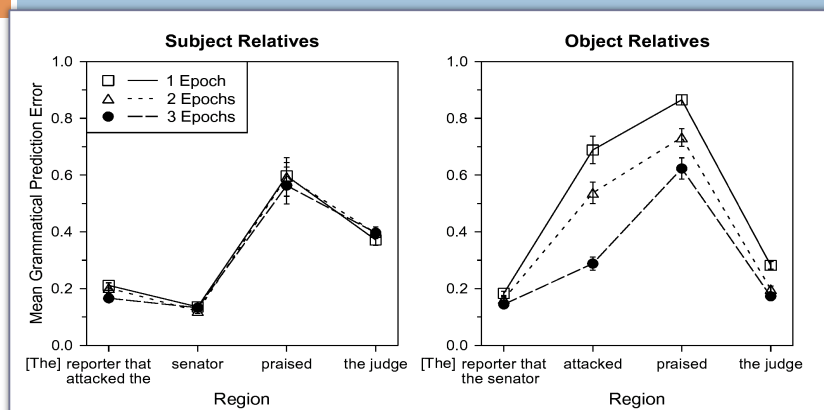 Subject Relatives
Object Relatives
1 Epoch
2 Epochs
3 Epochs
Mean Grammatical Prediction Error
1.0
0.8
0.6
0.4
0.2
0.0
[The] reporter that
attacked the
senator
praised
the judge
Region
1.0
0.8
0.6
0.4
0.2
0.0
[The] reporter that
the senator
attacked
praised
the judge
Region